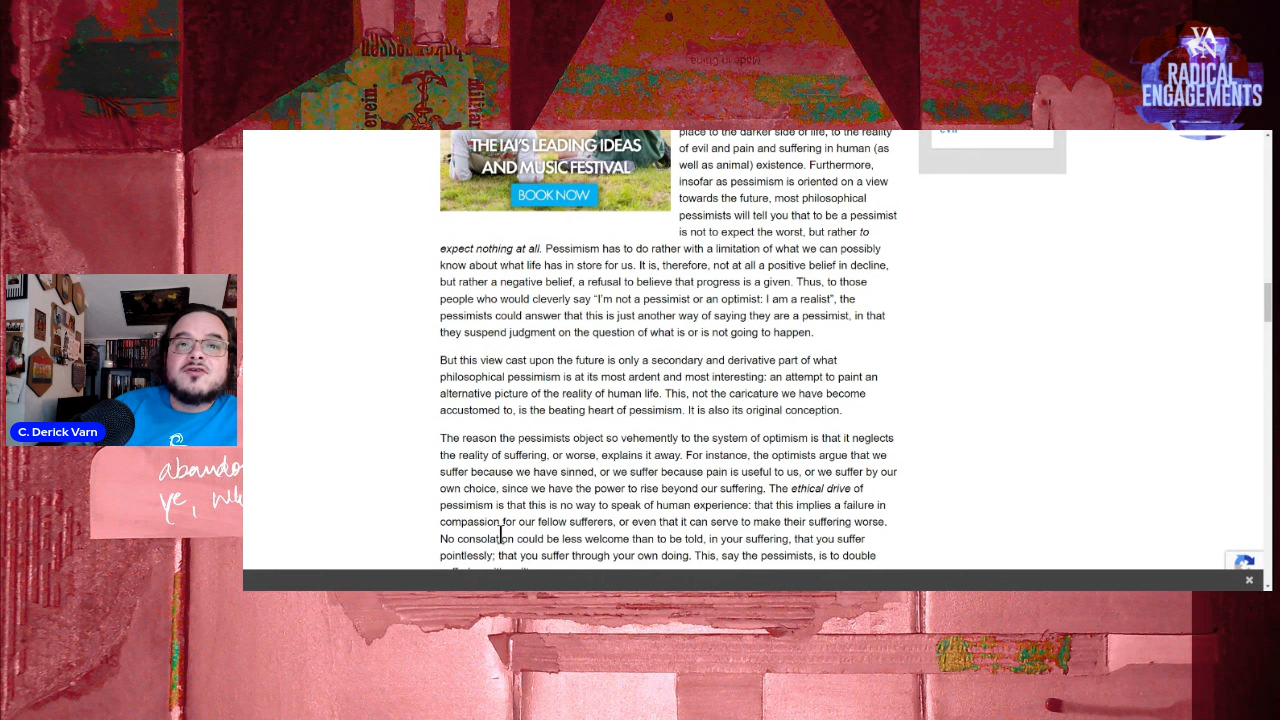 Made in China
erein.
VAN
RADICAL
ENGAGEMENTS
THE IAI'S LEADING IDEAS
AND MUSIC FESTIVAL
BOOK NOW
place to the darker side of life, to the reality
of evil and pain and suffering in human (as
well as animal) existence. Furthermore,
insofar as pessimism is oriented on a view
towards the future, most philosophical
pessimists will tell you that to be a pessimist
is not to expect the worst, but rather to
expect nothing at all. Pessimism has to do rather with a limitation of what we can possibly
know about what life has in store for us. It is, therefore, not at all a positive belief in decline,
but rather a negative belief, a refusal to believe that progress is a given. Thus, to those
people who would cleverly say “I’m not a pessimist or an optimist: I am a realist”, the
pessimists could answer that this is just another way of saying they are a pessimist, in that
they suspend judgment on the question of what is or is not going to happen.
But this view cast upon the future is only a secondary and derivative part of what
philosophical pessimism is at its most ardent and most interesting: an attempt to paint an
alternative picture of the reality of human life. This, not the caricature we have become
accustomed to, is the beating heart of pessimism. It is also its original conception.
The reason the pessimists object so vehemently to the system of optimism is that it neglects
the reality of suffering, or worse, explains it away. For instance, the optimists argue that we
suffer because we have sinned, or we suffer because pain is useful to us, or we suffer by our
own choice, since we have the power to rise beyond our suffering. The ethical drive of
pessimism is that this is no way to speak of human experience: that this implies a failure in
compassion for our fellow sufferers, or even that it can serve to make their suffering worse.
No consolation could be less welcome than to be told, in your suffering, that you suffer
pointlessly; that you suffer through your own doing. This, say the pessimists, is to double
evil
C. Derick Varn
abando
ye,